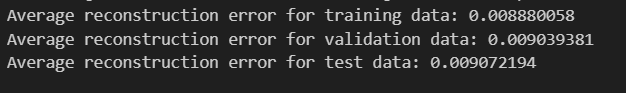 Average reconstruction error for training data: 0.008880058
Average reconstruction error for validation data: 0.009039381
Average reconstruction error for test data: 0.009072194